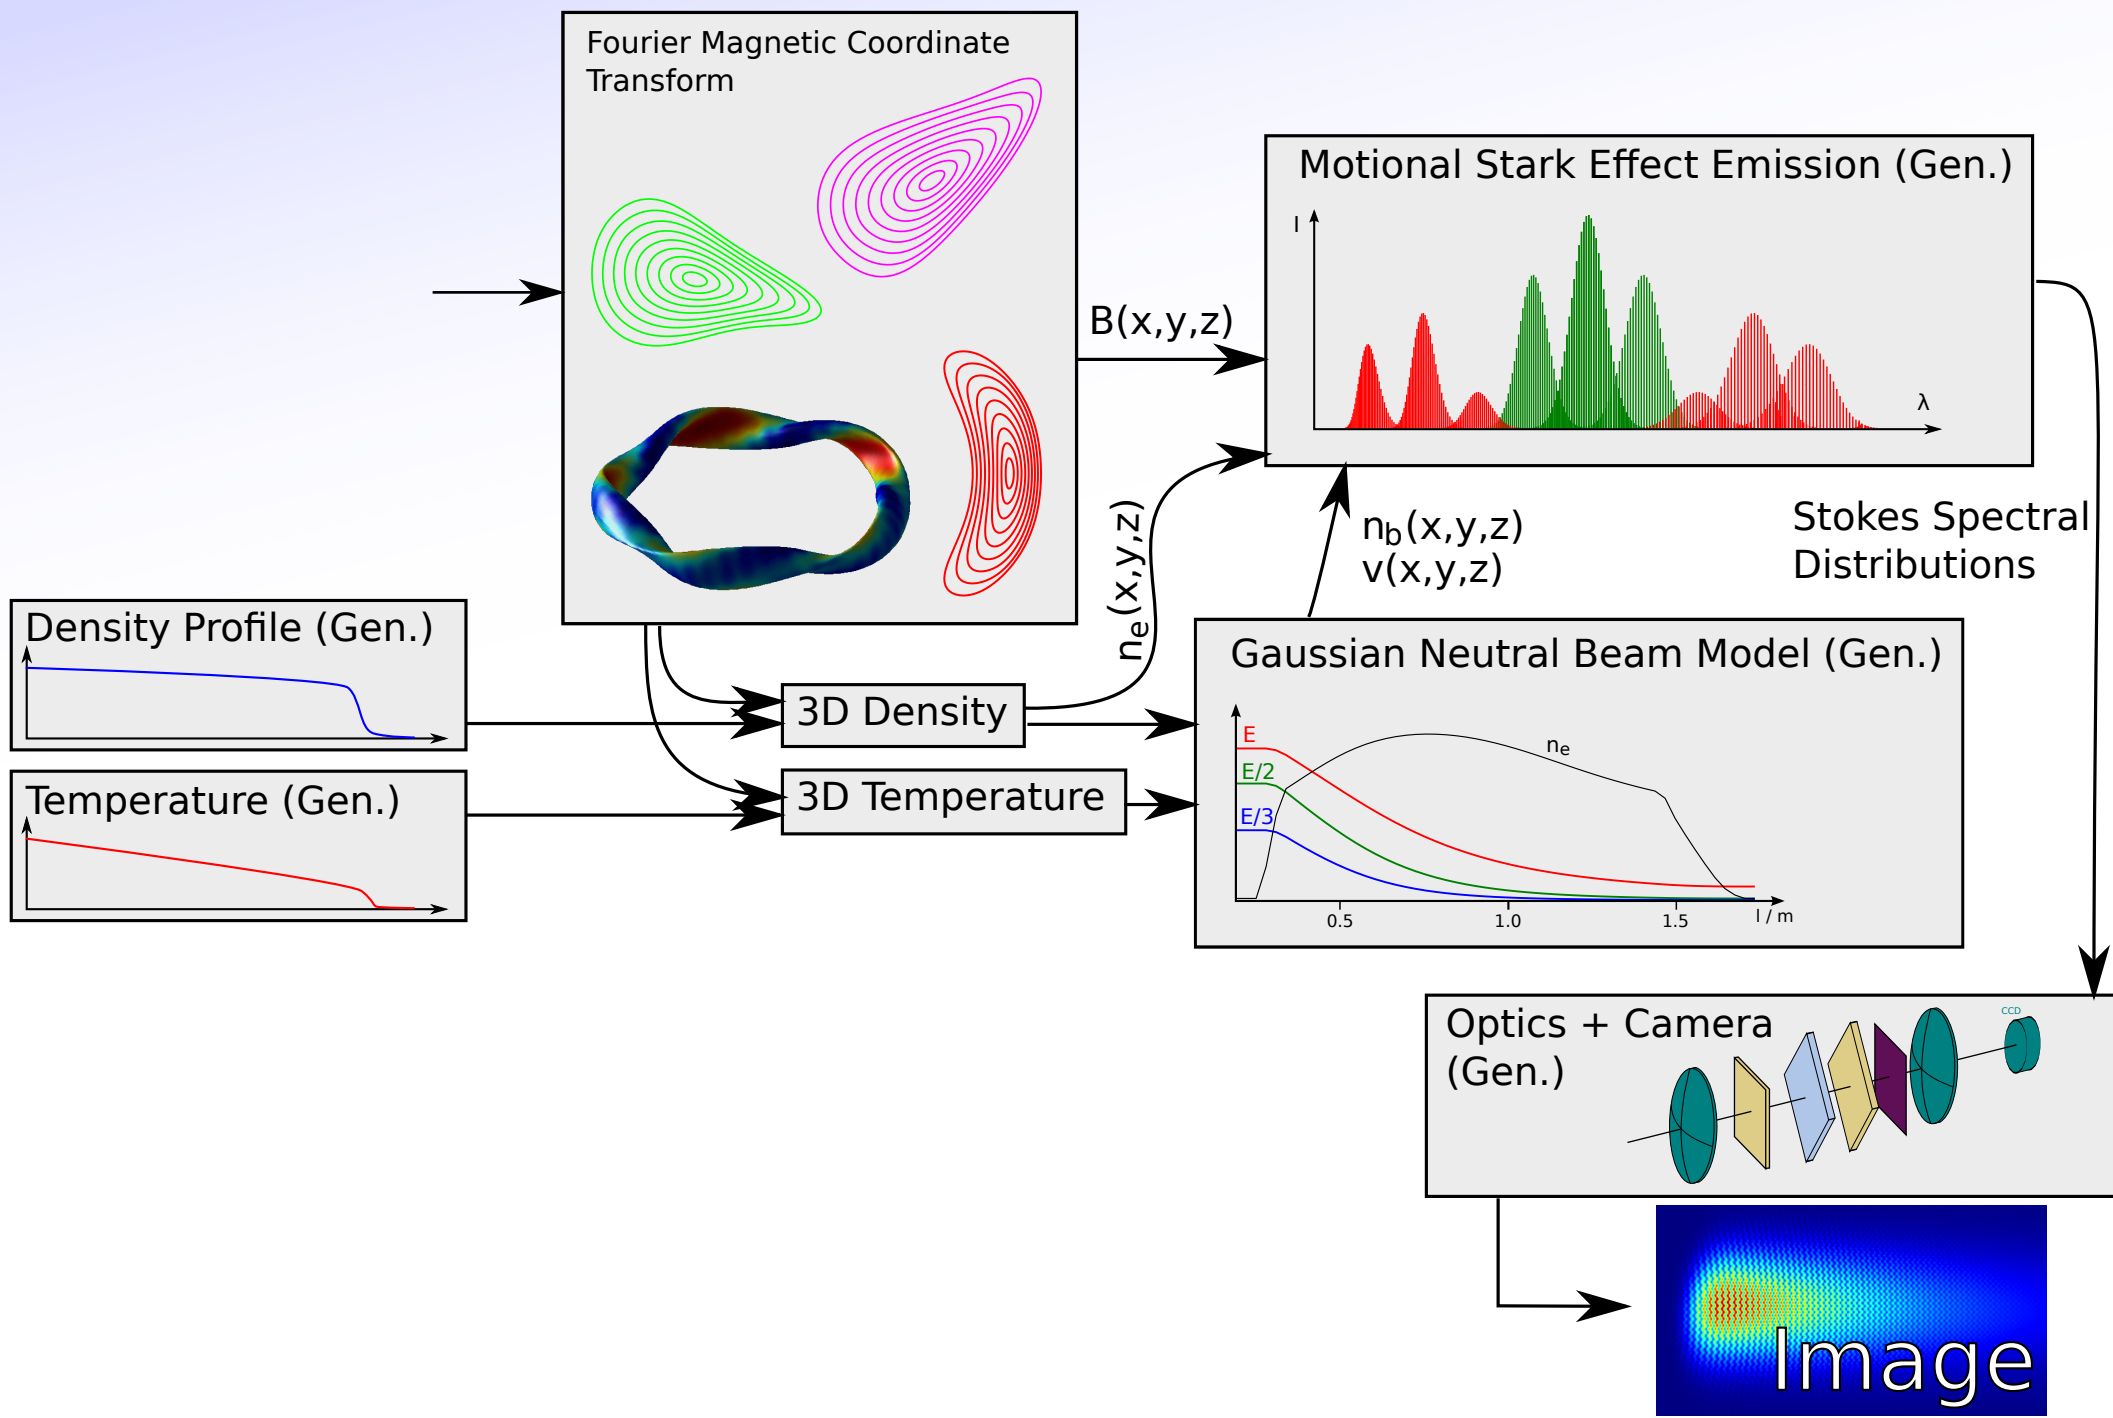 Fourier Magnetic Coordinate
Transform
Motional Stark Effect Emission (Gen.)
I
λ
B(x,y,z)
nₑ(x,y,z)
n_b(x,y,z)
v(x,y,z)
Stokes Spectral
Distributions
Density Profile (Gen.)
Temperature (Gen.)
3D Density
3D Temperature
Gaussian Neutral Beam Model (Gen.)
E
E/2
E/3
nₑ
0.5
1.0
1.5
l / m
Optics + Camera
(Gen.)
CCD
Image